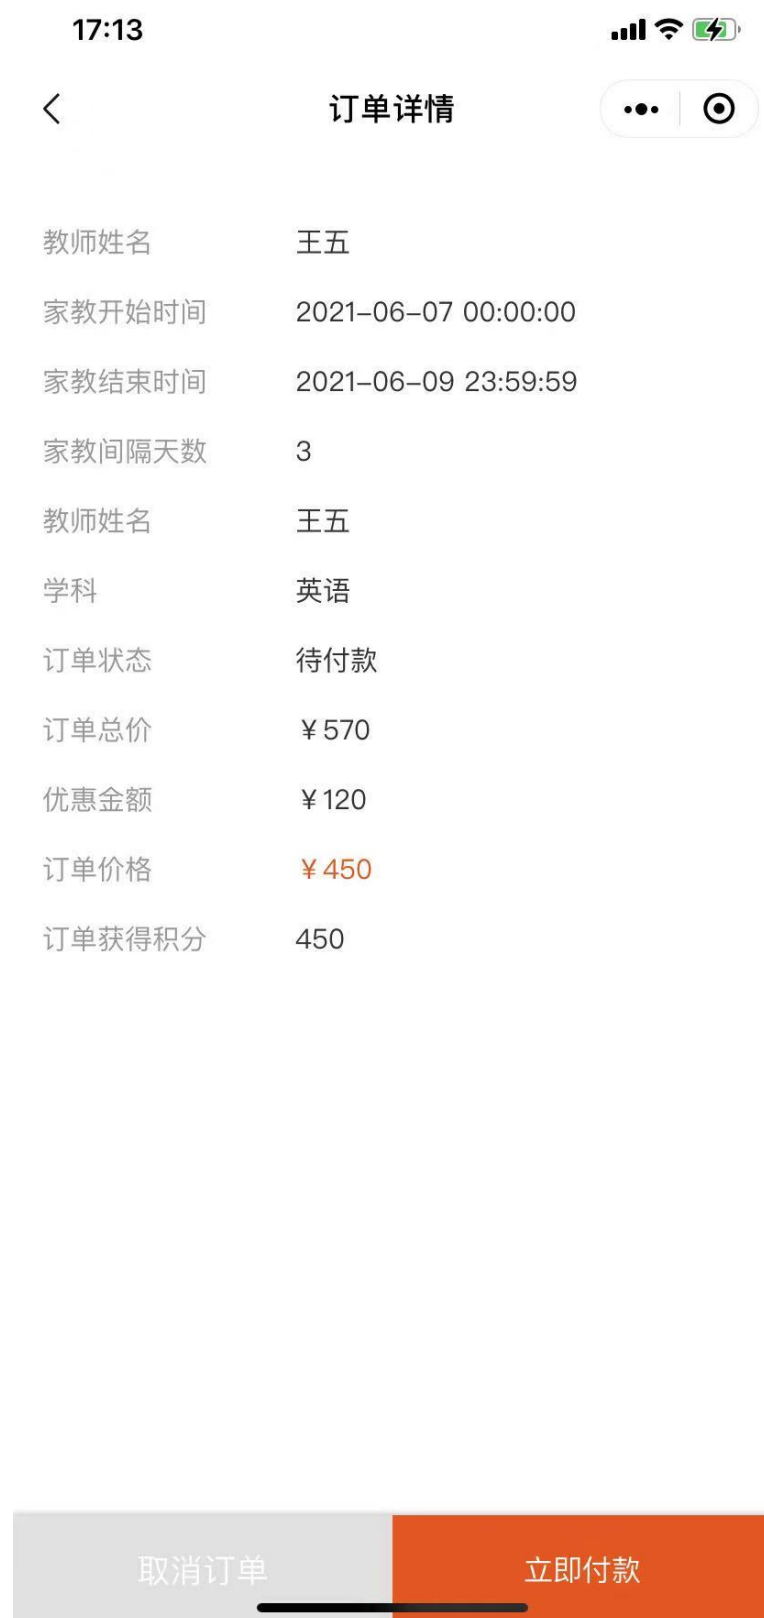 17:13
订单详情
教师姓名 王五
家教开始时间 2021-06-07 00:00:00
家教结束时间 2021-06-09 23:59:59
家教间隔天数 3
教师姓名 王五
学科 英语
订单状态 待付款
订单总价 ¥570
优惠金额 ¥120
订单价格 ¥450
订单获得积分 450
取消订单 立即付款